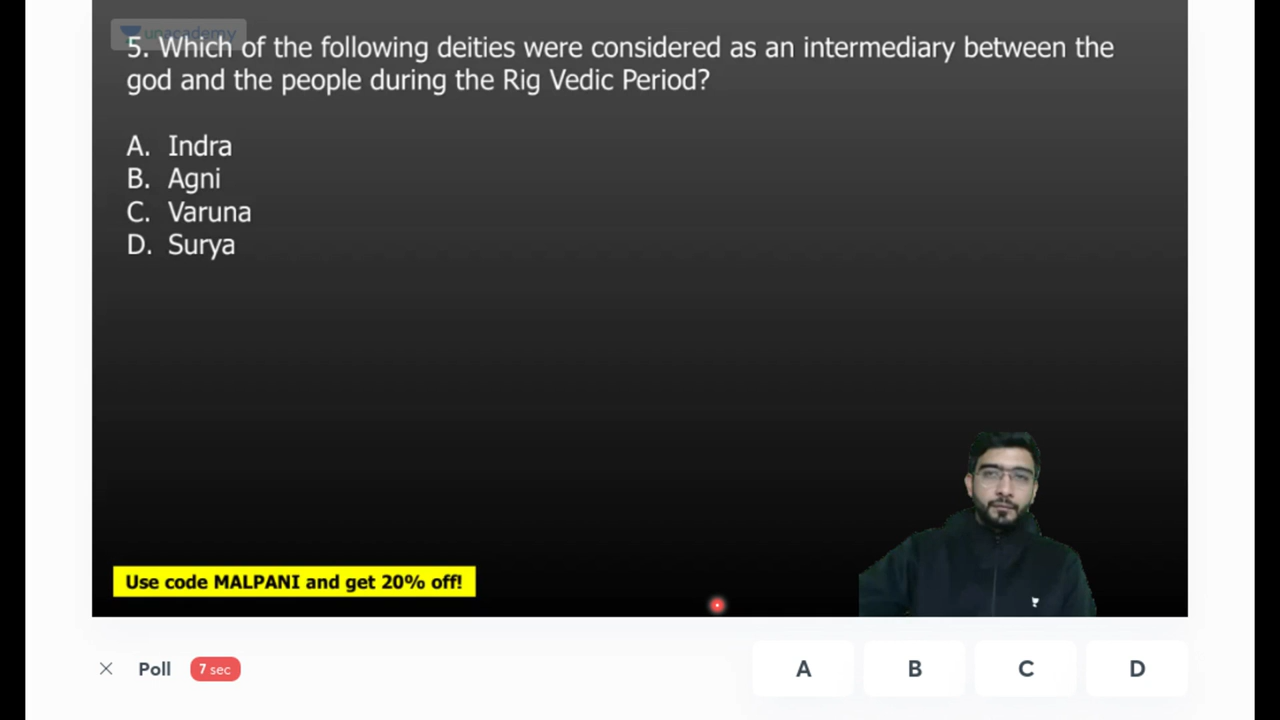 unacademy
5. Which of the following deities were considered as an intermediary between the
god and the people during the Rig Vedic Period?
A. Indra
B. Agni
C. Varuna
D. Surya
Use code MALPANI and get 20% off!
Poll 7 sec A B C D